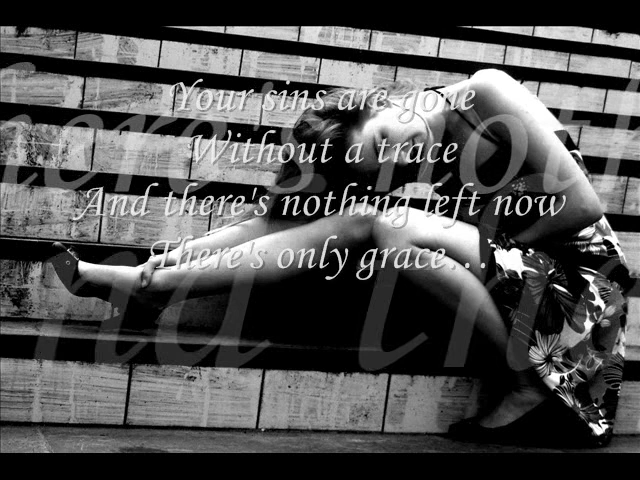 Your sins are gone
Without a trace
And there's nothing left now
There's only grace...